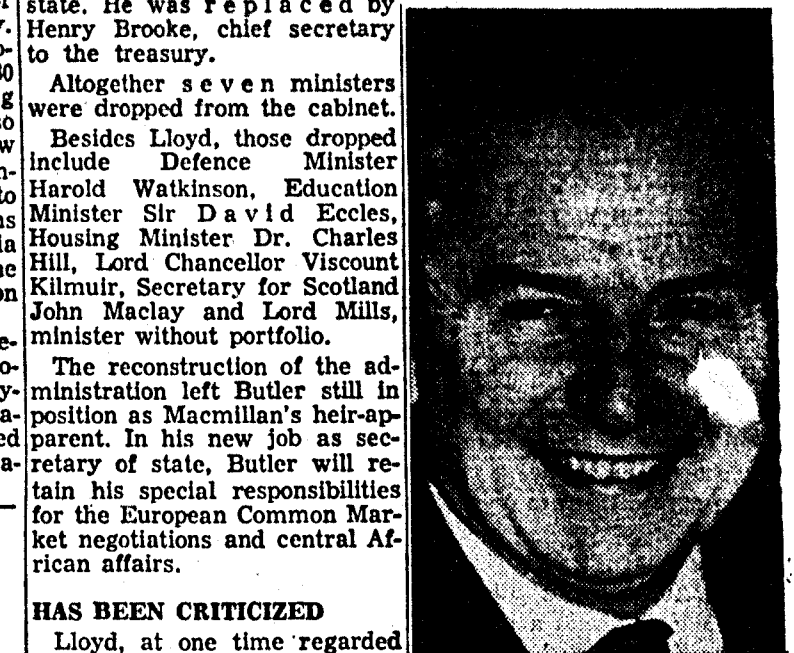 state. He was replaced by
Henry Brooke, chief secretary
to the treasury.
Altogether seven ministers
were dropped from the cabinet.
Besides Lloyd, those dropped
include Defence Minister
Harold Watkinson, Education
Minister Sir David Eccles,
Housing Minister Dr. Charles
Hill, Lord Chancellor Viscount
Kilmuir, Secretary for Scotland
John Maclay and Lord Mills,
minister without portfolio.
The reconstruction of the ad-
ministration left Butler still in
position as Macmillan's heir-ap-
parent. In his new job as sec-
retary of state, Butler will re-
tain his special responsibilities
for the European Common Mar-
ket negotiations and central Af-
rican affairs.
HAS BEEN CRITICIZED
Lloyd, at one time regarded